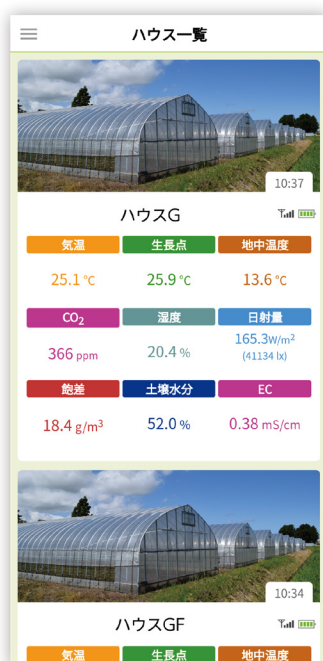 ハウス一覧
10:37
ハウスG
気温 生長点 地中温度
25.1 ℃ 25.9 ℃ 13.6 ℃
CO₂ 湿度 日射量
366 ppm 20.4 % 165.3W/m²
(41134 lx)
飽差 土壌水分 EC
18.4 g/m³ 52.0 % 0.38 mS/cm
10:34
ハウスGF
気温 生長点 地中温度